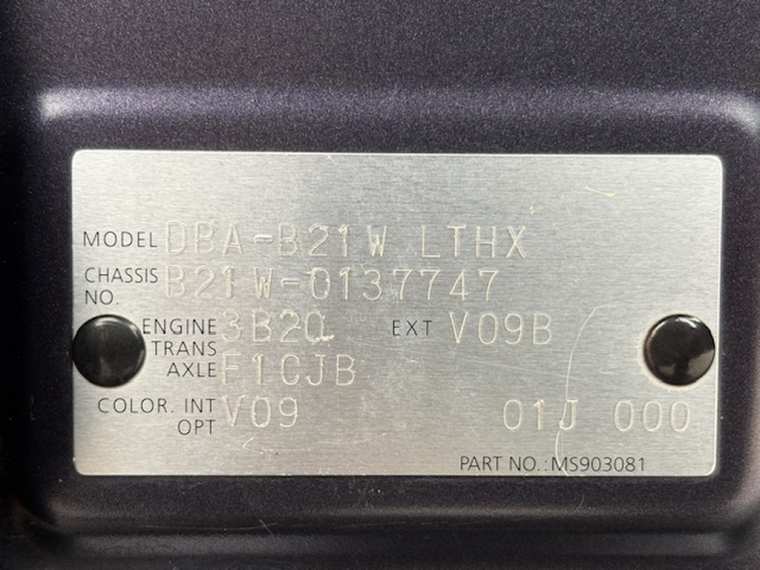 MODEL DBA-B21W LTHX
CHASSIS NO. B21W-0137747
ENGINE 3B20 EXT V09B
TRANS AXLE F1CJB
COLOR. INT V09
OPT 01J 000
PART NO.:MS903081